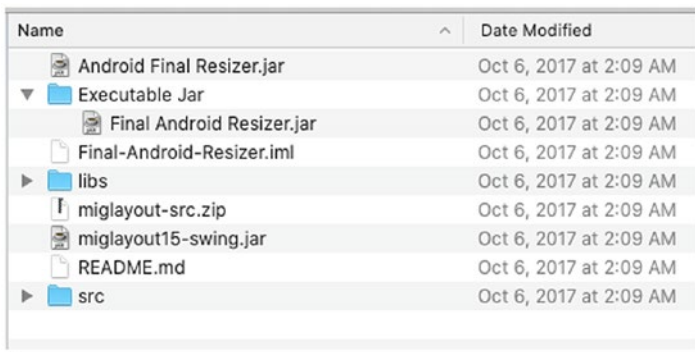 Name Date Modified
Android Final Resizer.jar Oct 6, 2017 at 2:09 AM
Executable Jar Oct 6, 2017 at 2:09 AM
Final Android Resizer.jar Oct 6, 2017 at 2:09 AM
Final-Android-Resizer.iml Oct 6, 2017 at 2:09 AM
libs Oct 6, 2017 at 2:09 AM
miglayout-src.zip Oct 6, 2017 at 2:09 AM
miglayout15-swing.jar Oct 6, 2017 at 2:09 AM
README.md Oct 6, 2017 at 2:09 AM
src Oct 6, 2017 at 2:09 AM